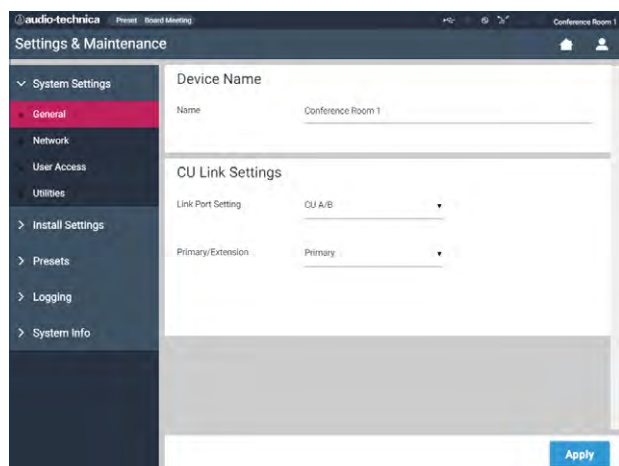 audio-technica Preset Board Meeting Conference Room 1
Settings & Maintenance
System Settings
General
Network
User Access
Utilities
Install Settings
Presets
Logging
System Info
Device Name
Name Conference Room 1
CU Link Settings
Link Port Setting CU A/B
Primary/Extension Primary
Apply